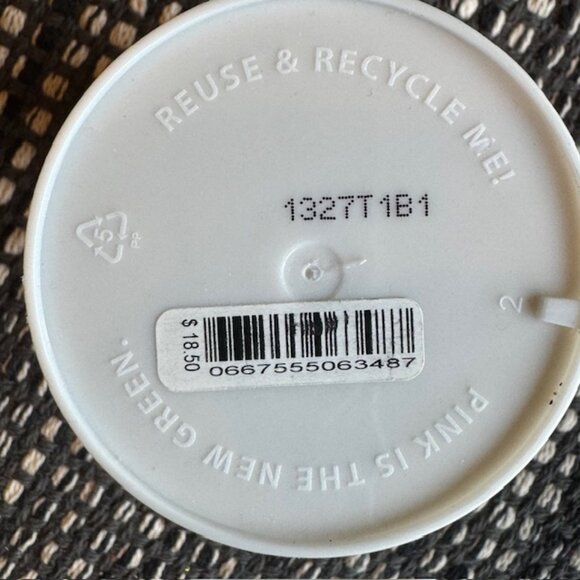 REUSE & RECYCLE ME!
1327T1B1
5
PP
2
$ 18.50
0667555063487
PINK IS THE NEW GREEN.